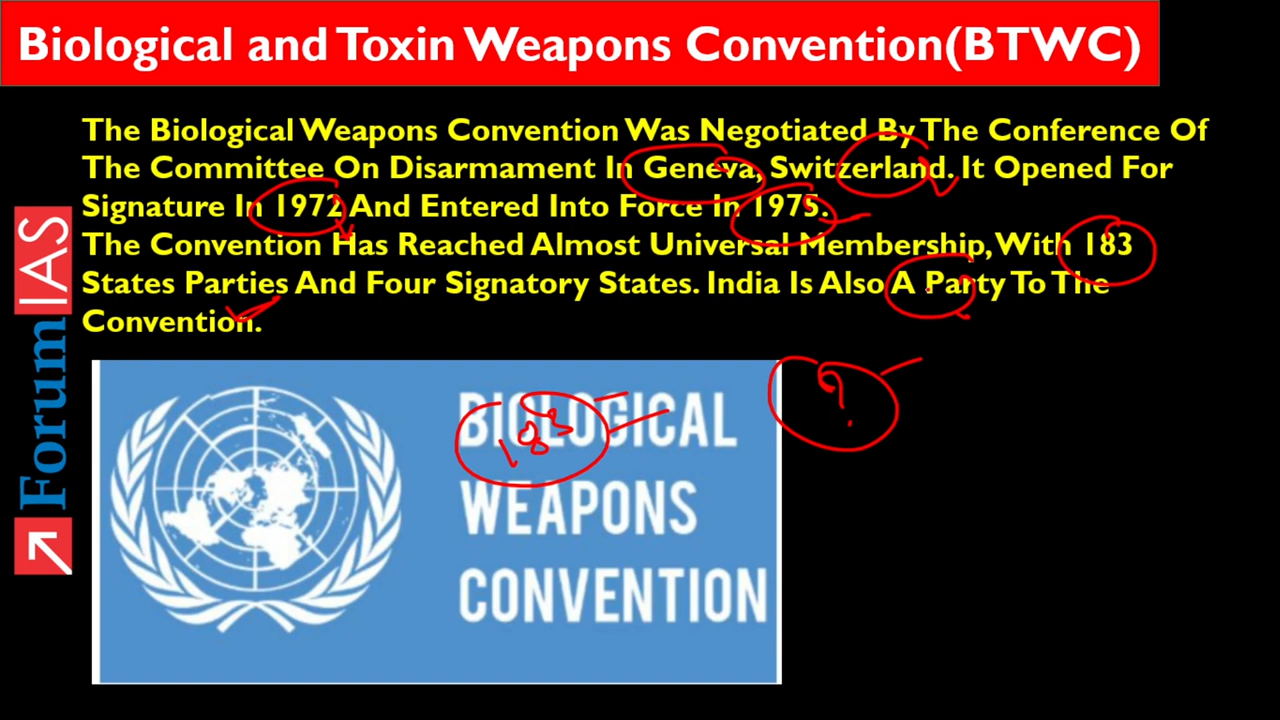 Biological and Toxin Weapons Convention(BTWC)
The Biological Weapons Convention Was Negotiated By The Conference Of
The Committee On Disarmament In Geneva, Switzerland. It Opened For
Signature In 1972 And Entered Into Force In 1975.
The Convention Has Reached Almost Universal Membership, With 183
States Parties And Four Signatory States. India Is Also A Party To The
Convention.
ForumIAS
?
BIOLOGICAL
183
WEAPONS
CONVENTION